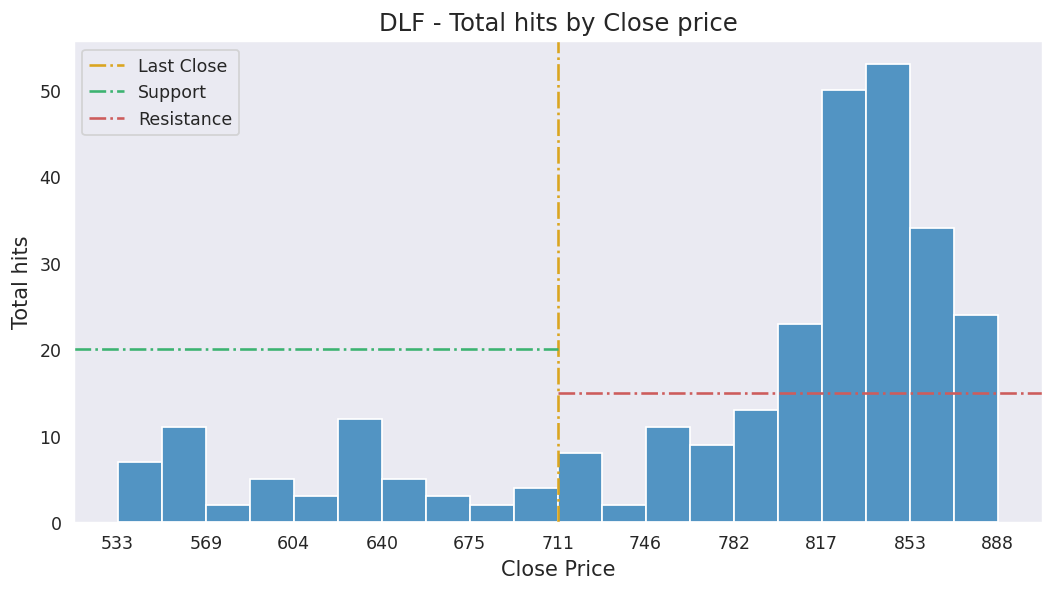 DLF - Total hits by Close price
Last Close
Support
Resistance
Total hits
50
40
30
20
10
0
533 569 604 640 675 711 746 782 817 853 888
Close Price